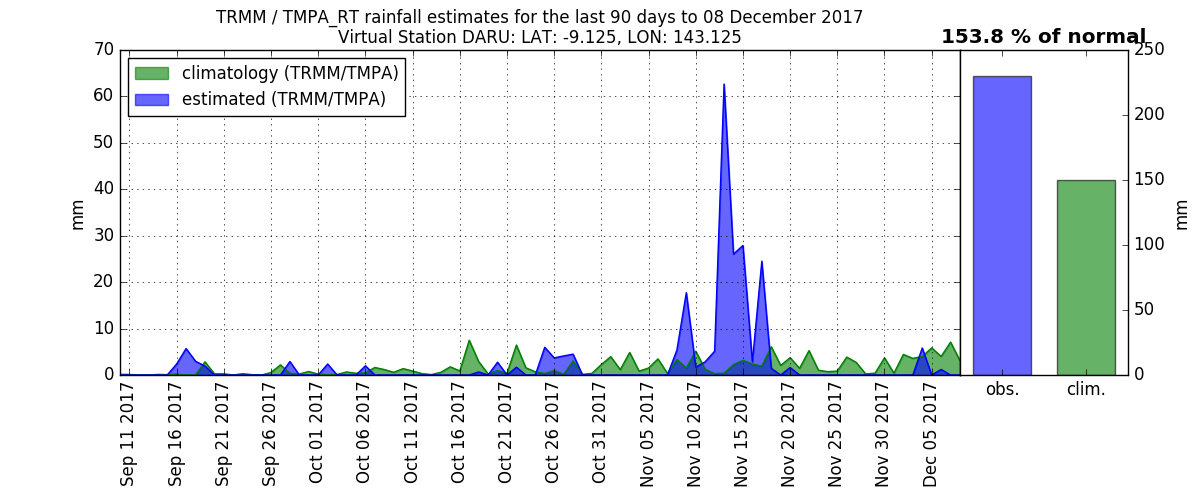 TRMM / TMPA_RT rainfall estimates for the last 90 days to 08 December 2017
Virtual Station DARU: LAT: -9.125, LON: 143.125
153.8 % of normal
climatology (TRMM/TMPA)
estimated (TRMM/TMPA)
mm
70
60
50
40
30
20
10
0
Sep 11 2017
Sep 16 2017
Sep 21 2017
Sep 26 2017
Oct 01 2017
Oct 06 2017
Oct 11 2017
Oct 16 2017
Oct 21 2017
Oct 26 2017
Oct 31 2017
Nov 05 2017
Nov 10 2017
Nov 15 2017
Nov 20 2017
Nov 25 2017
Nov 30 2017
Dec 05 2017
obs.
clim.
250
200
150
100
50
0
mm